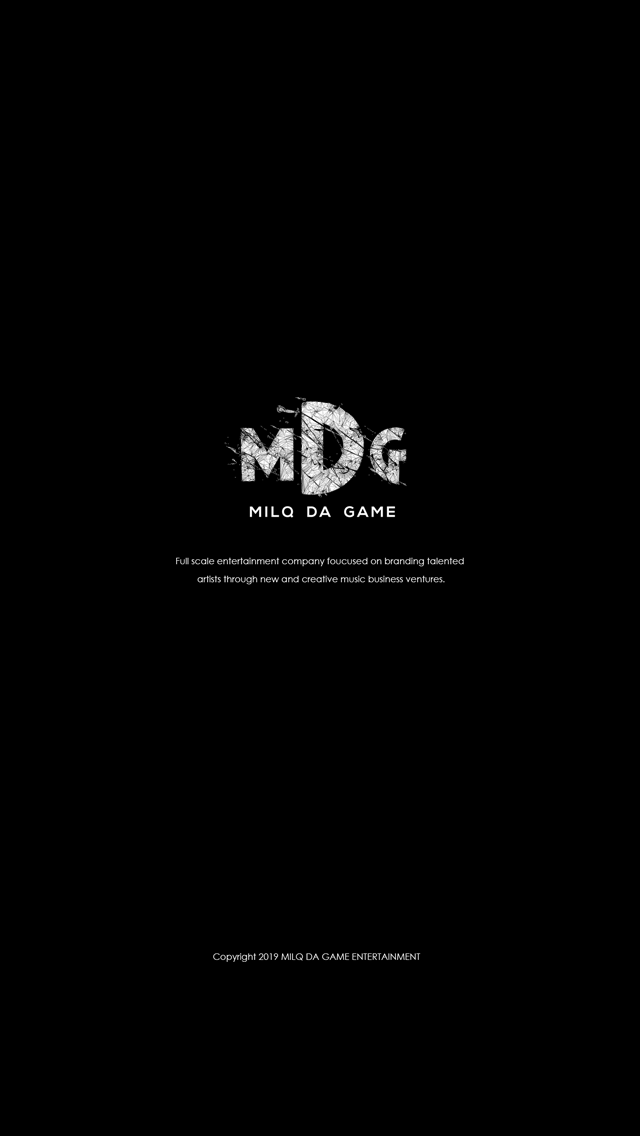 MDG
MILQ DA GAME
Full scale entertainment company foucused on branding talented
artists through new and creative music business ventures.
Copyright 2019 MILQ DA GAME ENTERTAINMENT